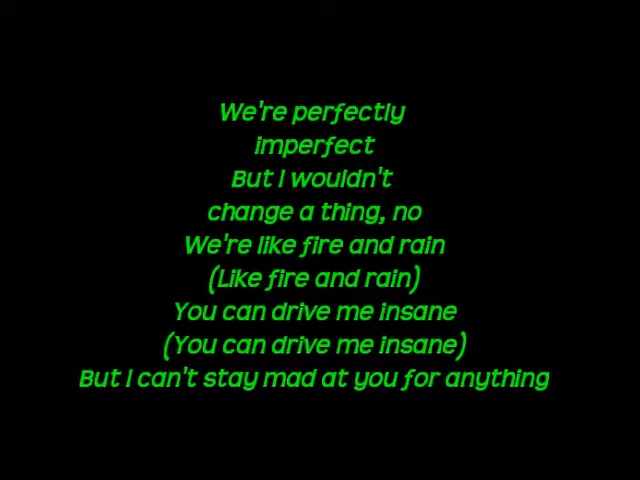 We're perfectly
imperfect
But I wouldn't
change a thing, no
We're like fire and rain
(Like fire and rain)
You can drive me insane
(You can drive me insane)
But I can't stay mad at you for anything